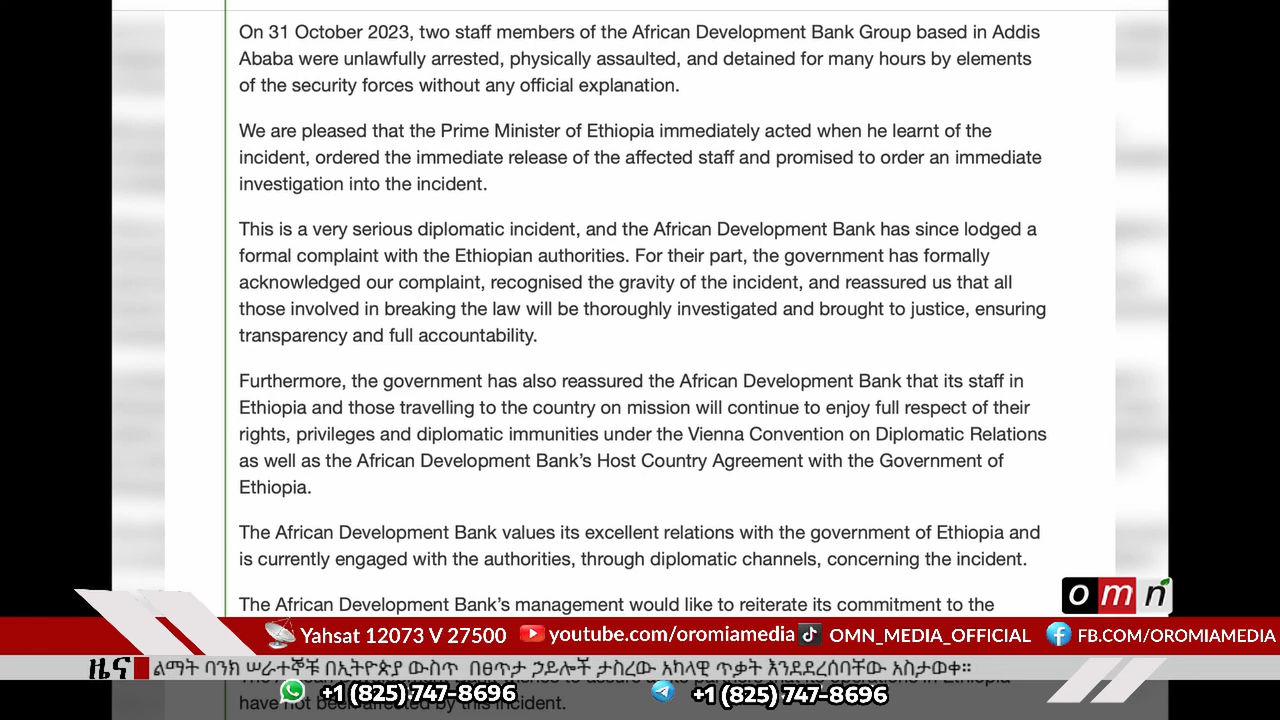 On 31 October 2023, two staff members of the African Development Bank Group based in Addis
Ababa were unlawfully arrested, physically assaulted, and detained for many hours by elements
of the security forces without any official explanation.
We are pleased that the Prime Minister of Ethiopia immediately acted when he learnt of the
incident, ordered the immediate release of the affected staff and promised to order an immediate
investigation into the incident.
This is a very serious diplomatic incident, and the African Development Bank has since lodged a
formal complaint with the Ethiopian authorities. For their part, the government has formally
acknowledged our complaint, recognised the gravity of the incident, and reassured us that all
those involved in breaking the law will be thoroughly investigated and brought to justice, ensuring
transparency and full accountability.
Furthermore, the government has also reassured the African Development Bank that its staff in
Ethiopia and those travelling to the country on mission will continue to enjoy full respect of their
rights, privileges and diplomatic immunities under the Vienna Convention on Diplomatic Relations
as well as the African Development Bank’s Host Country Agreement with the Government of
Ethiopia.
The African Development Bank values its excellent relations with the government of Ethiopia and
is currently engaged with the authorities, through diplomatic channels, concerning the incident.
The African Development Bank’s management would like to reiterate its commitment to the
omn
Yahsat 12073 V 27500 youtube.com/oromiamedia OMN_MEDIA_OFFICIAL FB.COM/OROMIAMEDIA
ዜና ልማት ባንክ ሠራተኞቹ በኢትዮጵያ ውስጥ በፀጥታ ኃይሎች ታስረው አካላዊ ጥቃት እንደደረሰባቸው አስታወቀ።
+1 (825) 747-8696 +1 (825) 747-8696
have not been affected by this incident.